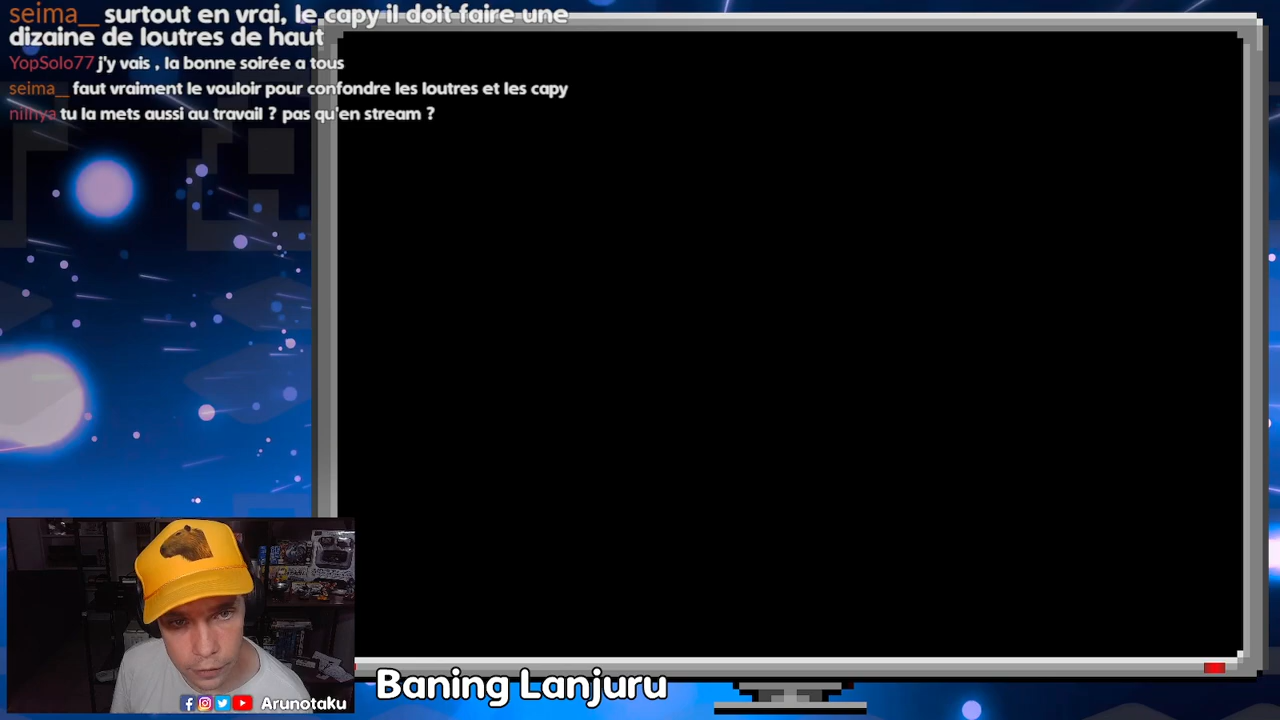 seima__ surtout en vrai, le capy il doit faire une
dizaine de loutres de haut
YopSolo77 j'y vais , la bonne soirée a tous
seima__ faut vraiment le vouloir pour confondre les loutres et les capy
nilnya tu la mets aussi au travail ? pas qu'en stream ?
Arunotaku
Baning Lanjuru